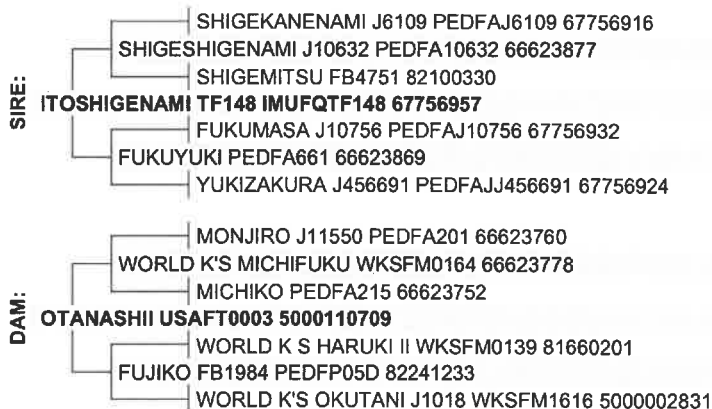 SIRE:
SHIGEKANENAMI J6109 PEDFAJ6109 67756916
SHIGESHIGENAMI J10632 PEDFA10632 66623877
SHIGEMITSU FB4751 82100330
ITOSHIGENAMI TF148 IMUFQTF148 67756957
FUKUMASA J10756 PEDFAJ10756 67756932
FUKUYUKI PEDFA661 66623869
YUKIZAKURA J456691 PEDFAJJ456691 67756924
DAM:
MONJIRO J11550 PEDFA201 66623760
WORLD K'S MICHIFUKU WKSFM0164 66623778
MICHIKO PEDFA215 66623752
OTANASHII USAFT0003 5000110709
WORLD K S HARUKI II WKSFM0139 81660201
FUJIKO FB1984 PEDFP05D 82241233
WORLD K'S OKUTANI J1018 WKSFM1616 5000002831